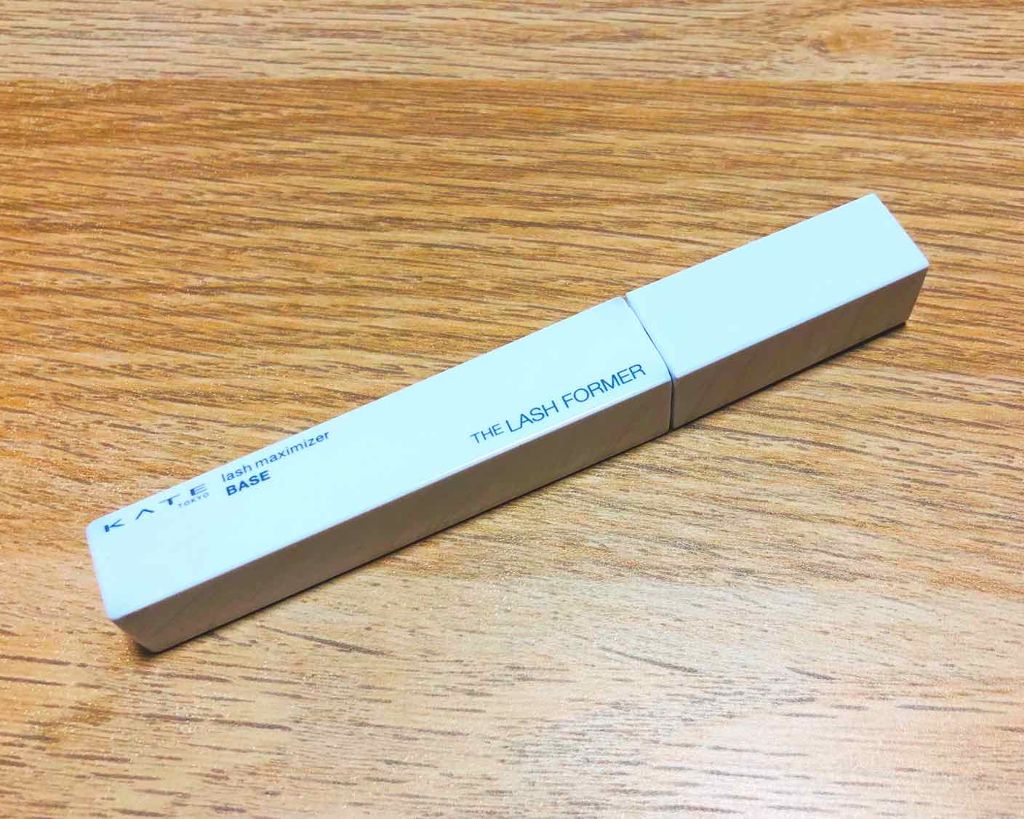 KATE
TOKYO
lash maximizer
BASE
THE LASH FORMER